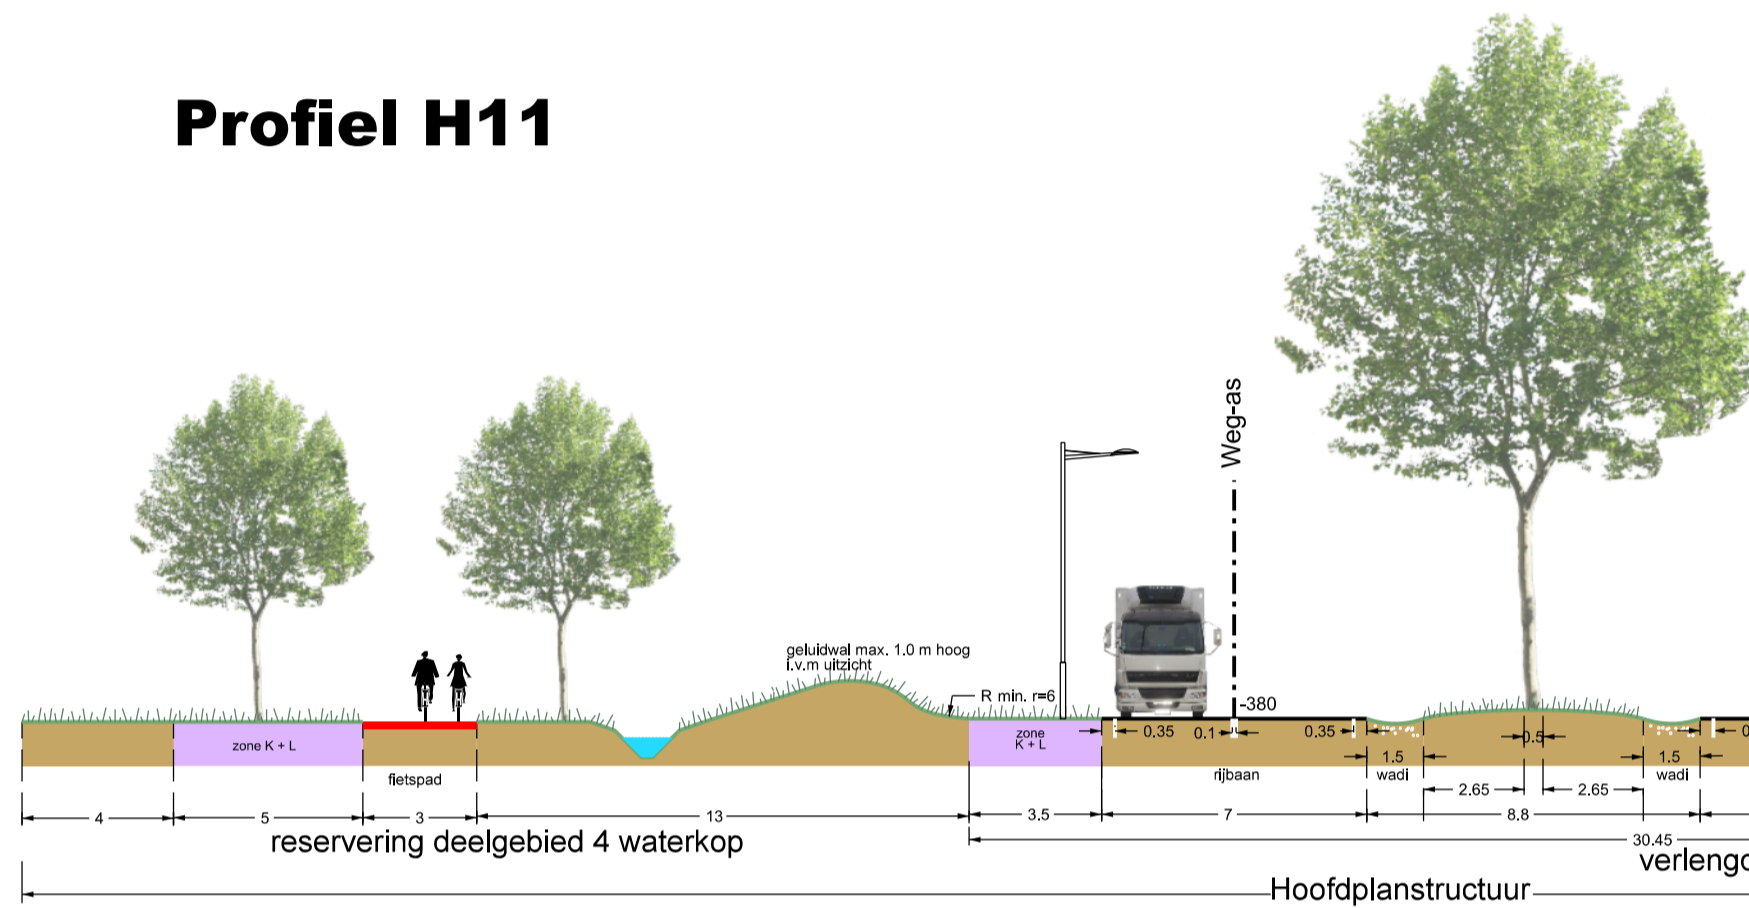 Profiel H11
Weg-as
geluidwal max. 1.0 m hoog
i.v.m uitzicht
R min. r=6
-380
zone K + L
zone
K + L
0.35
0.1
0.35
0.5
1.5
1.5
fietspad
rijbaan
wadi
wadi
2.65
2.65
4
5
3
13
3.5
7
8.8
reservering deelgebied 4 waterkop
30.45
Hoofdplanstructuur